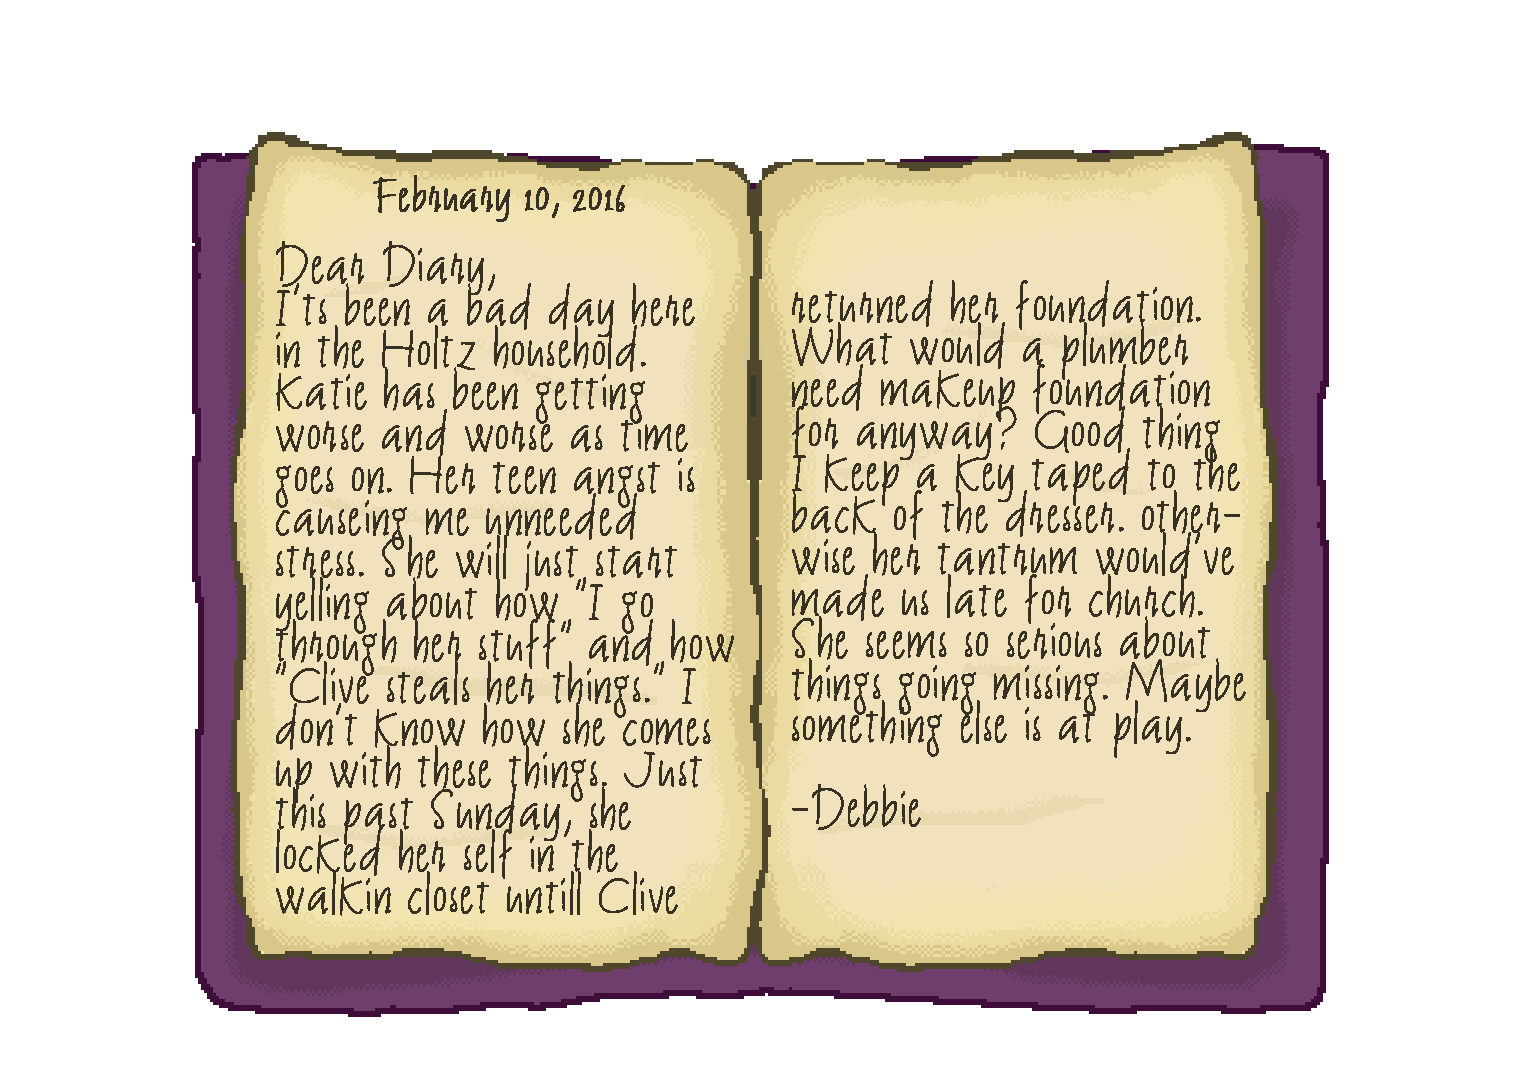 February 10, 2016
Dear Diary,
I'ts been a bad day here
in the Holtz household.
Katie has been getting
worse and worse as time
goes on. Her teen angst is
causeing me unneeded
stress. She will just start
yelling about how "I go
through her stuff" and how
"Clive steals her things." I
don't know how she comes
up with these things. Just
this past Sunday, she
locked her self in the
walkin closet untill Clive
returned her foundation.
What would a plumber
need makeup foundation
for anyway? Good thing
I keep a key taped to the
back of the dresser. other-
wise her tantrum would've
made us late for church.
She seems so serious about
things going missing. Maybe
something else is at play.
-Debbie